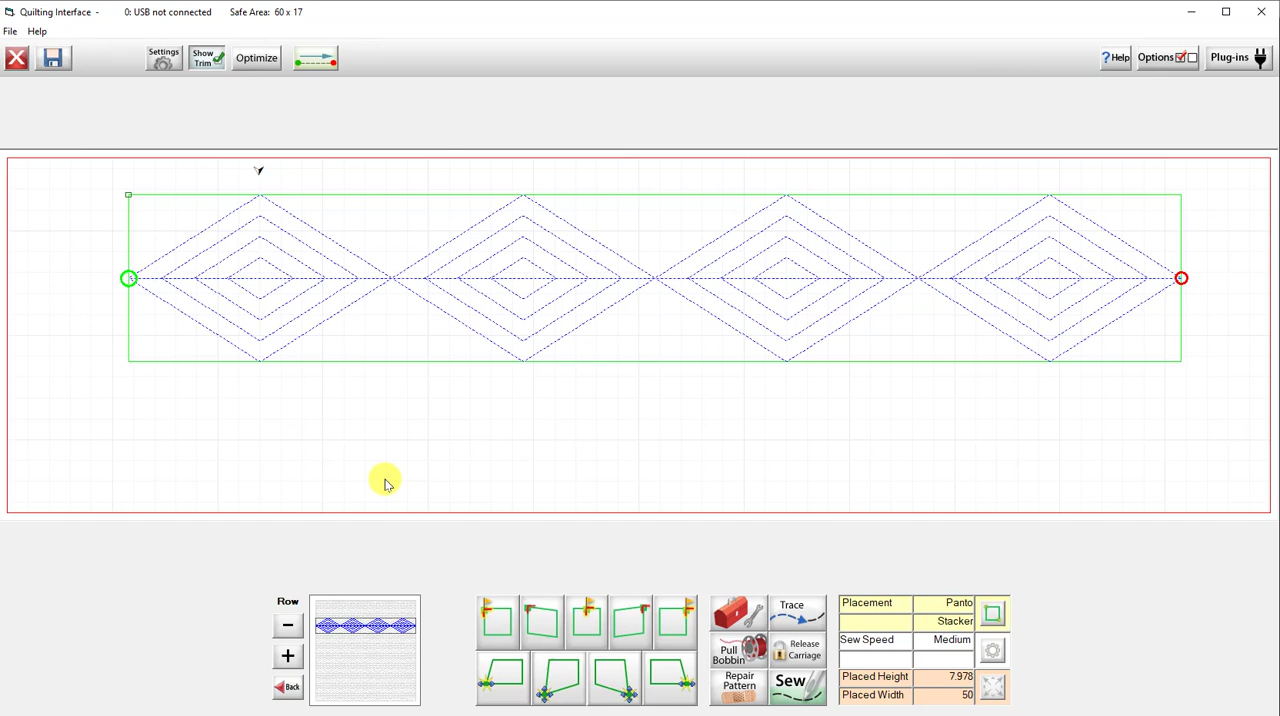 Quilting Interface -
0: USB not connected
Safe Area: 60 x 17
File
Help
Settings
Show
Trim
Optimize
?Help
Options
Plug-ins
Row
−
+
Back
Trace
Pull
Bobbin
Release
Carriage
Repair
Pattern
Sew
Placement Panto
Stacker
Sew Speed Medium
Placed Height 7.978
Placed Width 50